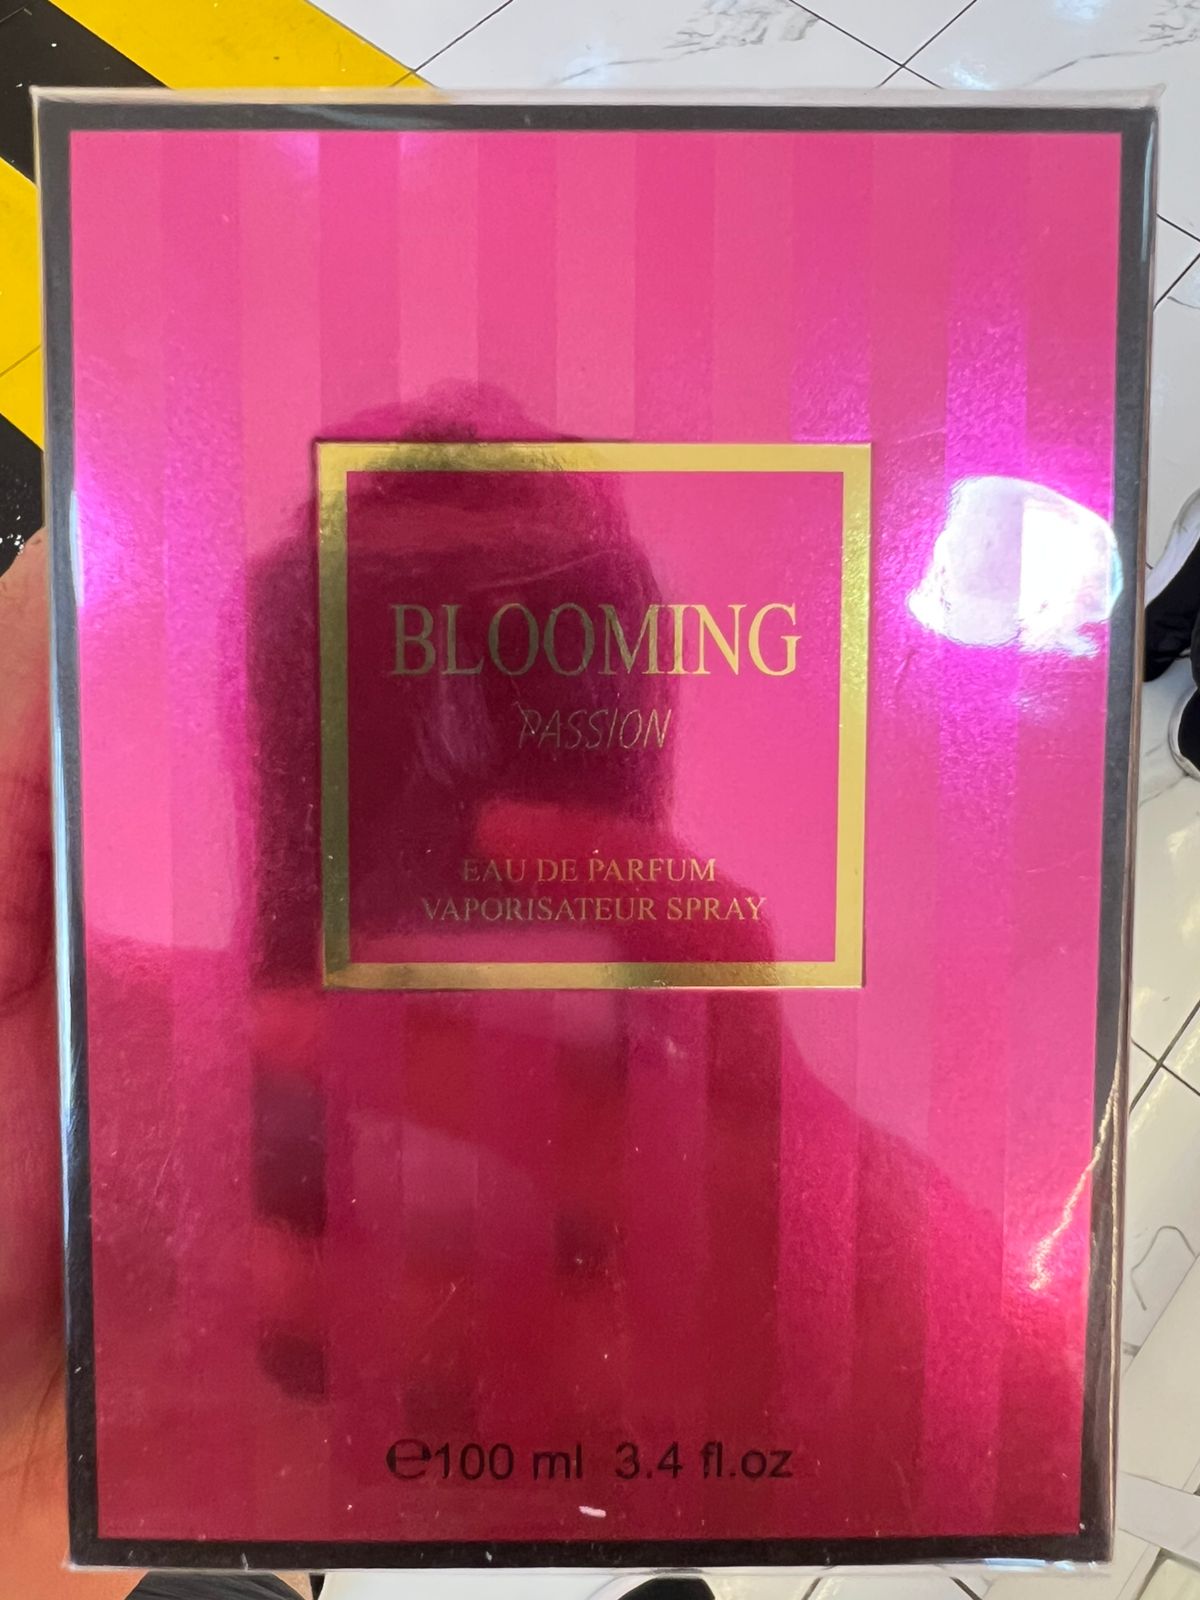 BLOOMING
PASSION
EAU DE PARFUM
VAPORISATEUR SPRAY
℮100 ml 3.4 fl.oz